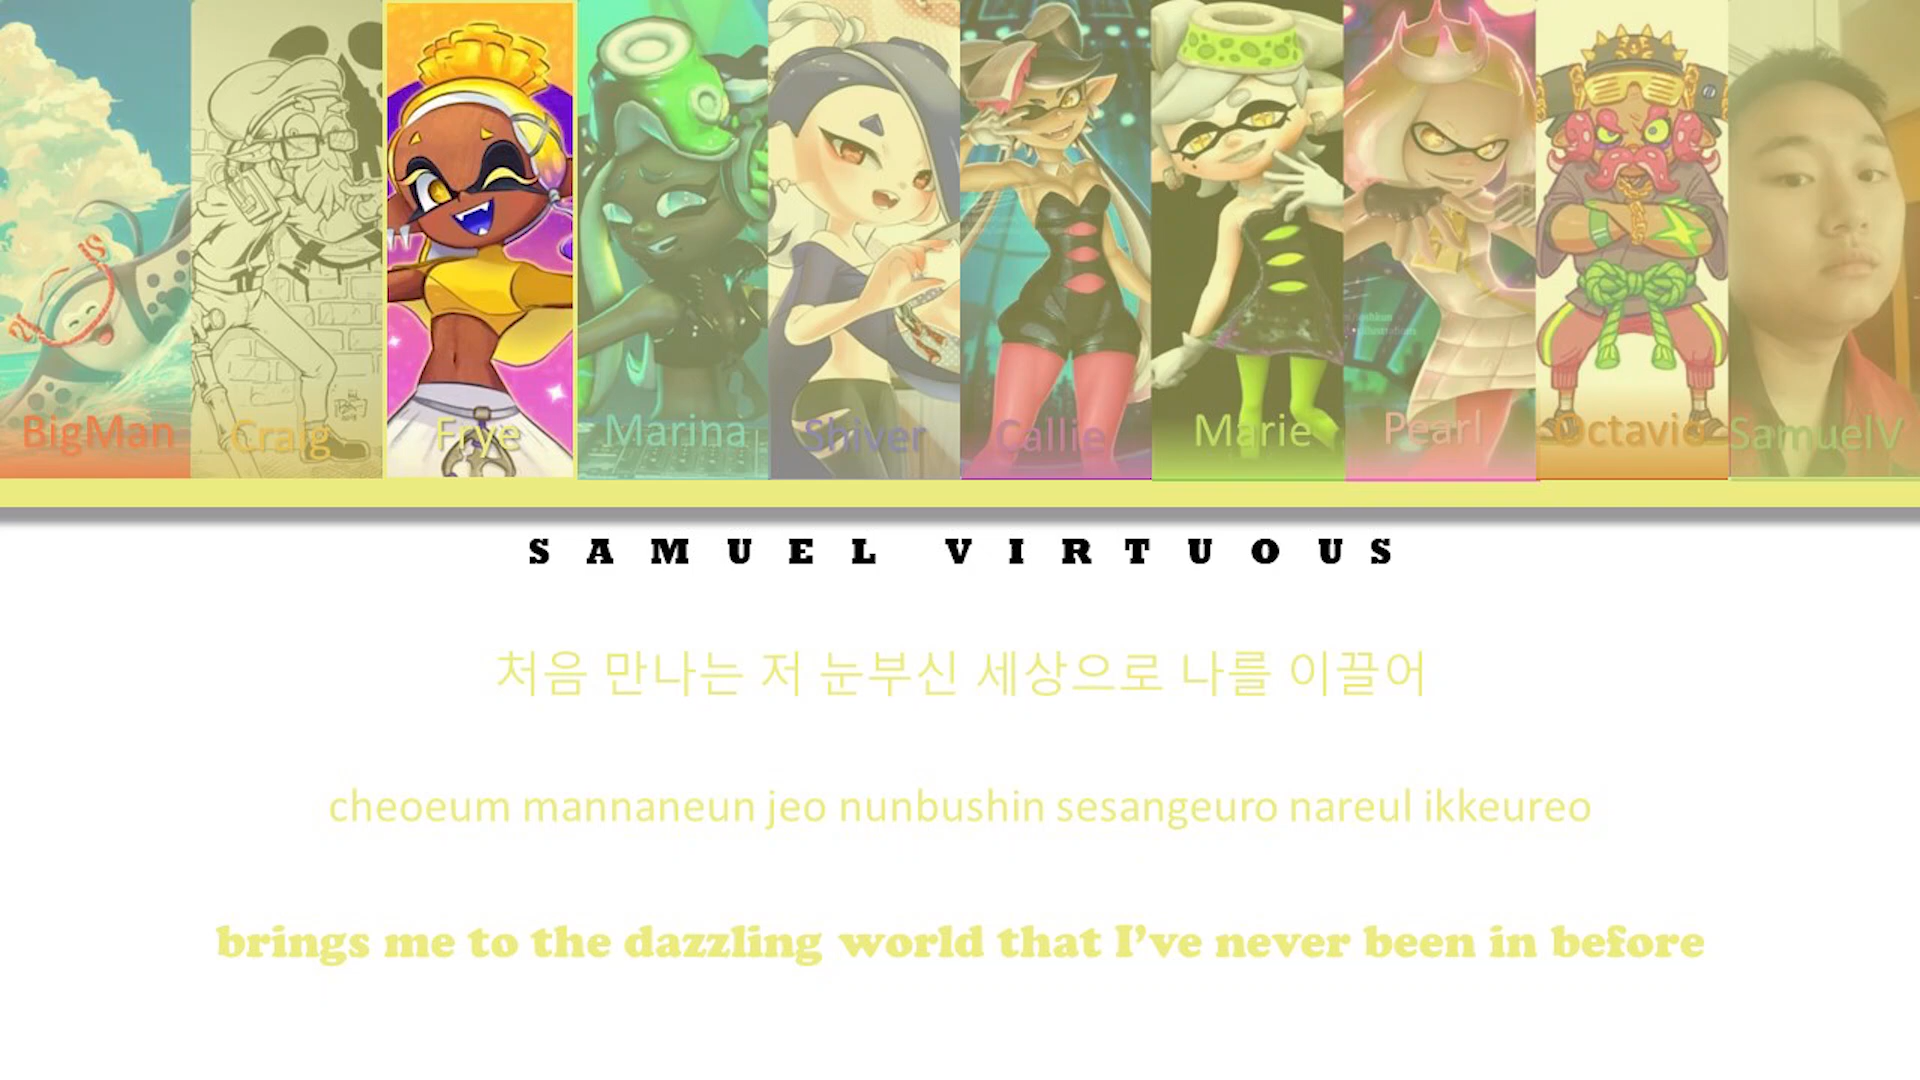 BigMan Craig Frye Marina Shiver Callie Marie Pearl Octavio SamuelV
SAMUEL VIRTUOUS
처음 만나는 저 눈부신 세상으로 나를 이끌어
cheoeum mannaneun jeo nunbushin sesangeuro nareul ikkeureo
brings me to the dazzling world that I’ve never been in before